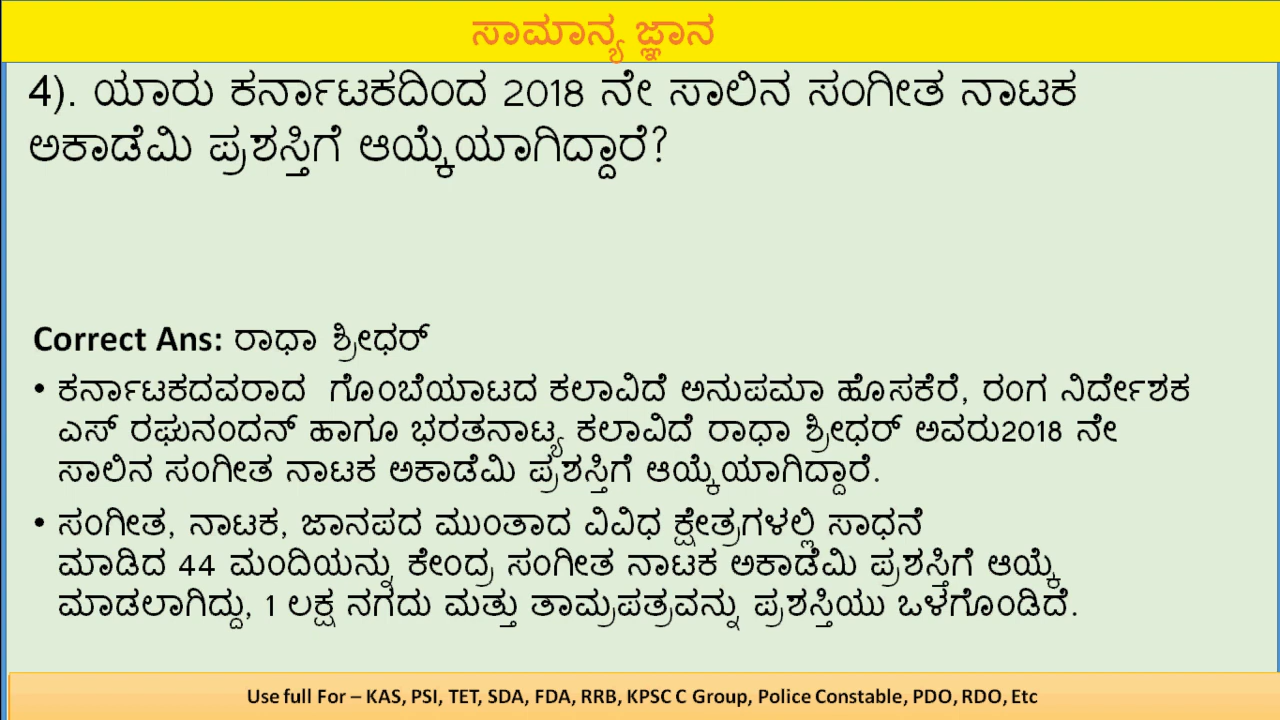 ಸಾಮಾನ್ಯ ಜ್ಞಾನ
4). ಯಾರು ಕರ್ನಾಟಕದಿಂದ 2018 ನೇ ಸಾಲಿನ ಸಂಗೀತ ನಾಟಕ
ಅಕಾಡೆಮಿ ಪ್ರಶಸ್ತಿಗೆ ಆಯ್ಕೆಯಾಗಿದ್ದಾರೆ?
Correct Ans: ರಾಧಾ ಶ್ರೀಧರ್
• ಕರ್ನಾಟಕದವರಾದ ಗೊಂಬೆಯಾಟದ ಕಲಾವಿದೆ ಅನುಪಮಾ ಹೊಸಕೆರೆ, ರಂಗ ನಿರ್ದೇಶಕ
ಎಸ್ ರಘುನಂದನ್ ಹಾಗೂ ಭರತನಾಟ್ಯ ಕಲಾವಿದೆ ರಾಧಾ ಶ್ರೀಧರ್ ಅವರು2018 ನೇ
ಸಾಲಿನ ಸಂಗೀತ ನಾಟಕ ಅಕಾಡೆಮಿ ಪ್ರಶಸ್ತಿಗೆ ಆಯ್ಕೆಯಾಗಿದ್ದಾರೆ.
• ಸಂಗೀತ, ನಾಟಕ, ಜಾನಪದ ಮುಂತಾದ ವಿವಿಧ ಕ್ಷೇತ್ರಗಳಲ್ಲಿ ಸಾಧನೆ
ಮಾಡಿದ 44 ಮಂದಿಯನ್ನು ಕೇಂದ್ರ ಸಂಗೀತ ನಾಟಕ ಅಕಾಡೆಮಿ ಪ್ರಶಸ್ತಿಗೆ ಆಯ್ಕೆ
ಮಾಡಲಾಗಿದ್ದು, 1 ಲಕ್ಷ ನಗದು ಮತ್ತು ತಾಮ್ರಪತ್ರವನ್ನು ಪ್ರಶಸ್ತಿಯು ಒಳಗೊಂಡಿದೆ.
Use full For – KAS, PSI, TET, SDA, FDA, RRB, KPSC C Group, Police Constable, PDO, RDO, Etc